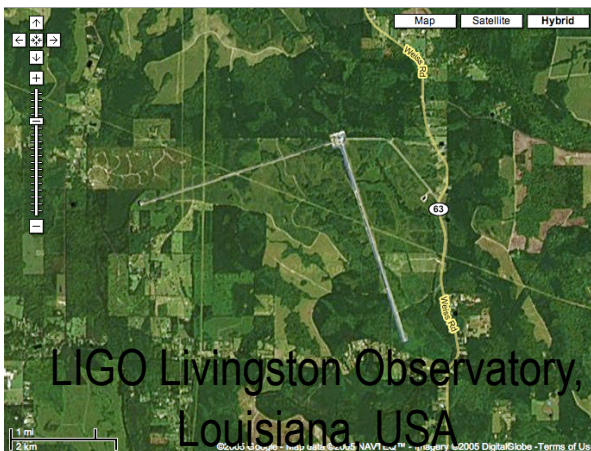 Map Satellite Hybrid
Weiss Rd
63
Weiss Rd
LIGO Livingston Observatory,
Louisiana, USA
1 mi
2 km
©2005 Google - Map data ©2005 NAVTEQ™ - Imagery ©2005 DigitalGlobe - Terms of Us